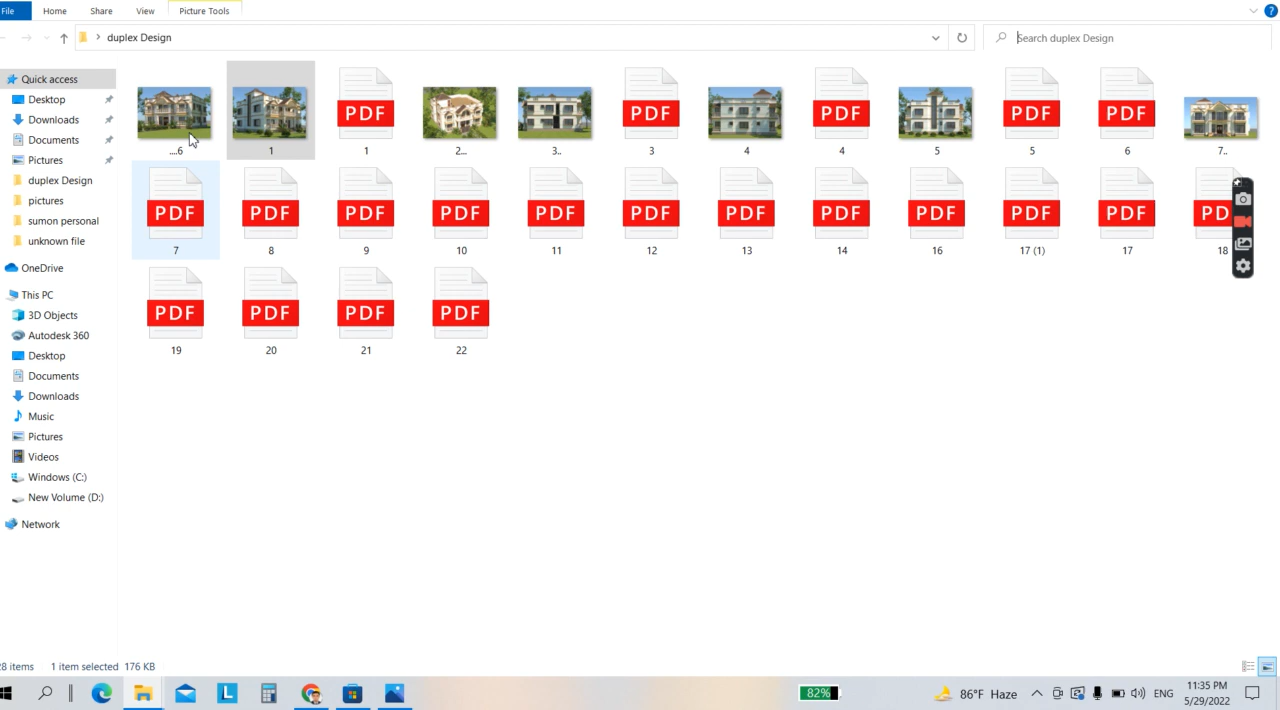 File Home Share View Picture Tools
duplex Design
Search duplex Design
Quick access
Desktop
Downloads
Documents
Pictures
duplex Design
pictures
sumon personal
unknown file
OneDrive
This PC
3D Objects
Autodesk 360
Desktop
Documents
Downloads
Music
Pictures
Videos
Windows (C:)
New Volume (D:)
Network
PDF PDF PDF PDF PDF
....6 1 1 2... 3.. 3 4 4 5 5 6 7..
PDF PDF PDF PDF PDF PDF PDF PDF PDF PDF PDF PD
7 8 9 10 11 12 13 14 16 17 (1) 17 18
PDF PDF PDF PDF
19 20 21 22
28 items 1 item selected 176 KB
82% 86°F Haze ENG 11:35 PM
5/29/2022